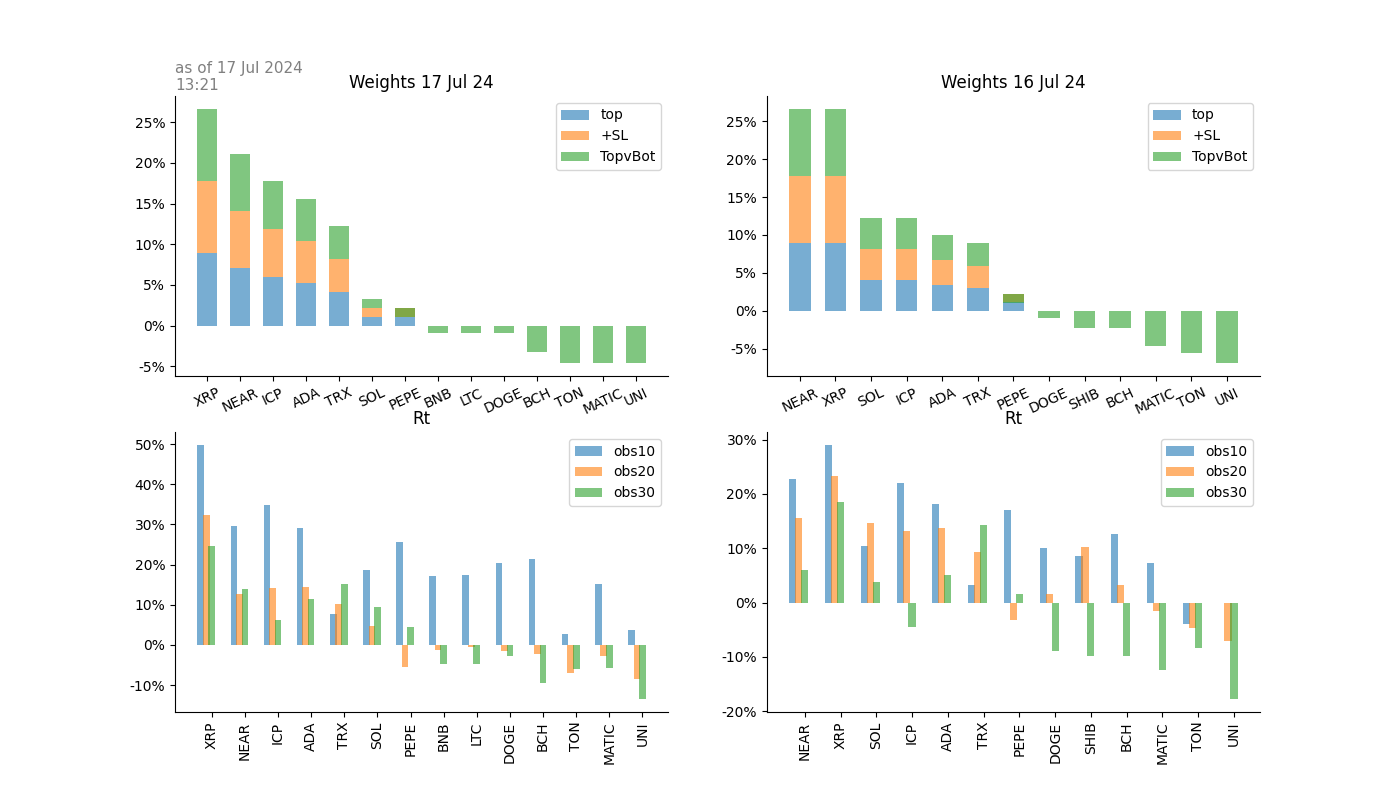 as of 17 Jul 2024
13:21
Weights 17 Jul 24
25%
20%
15%
10%
5%
0%
-5%
top
+SL
TopvBot
XRP NEAR ICP ADA TRX SOL PEPE BNB LTC DOGE BCH TON MATIC UNI
Weights 16 Jul 24
25%
20%
15%
10%
5%
0%
-5%
top
+SL
TopvBot
NEAR XRP SOL ICP ADA TRX PEPE DOGE SHIB BCH MATIC TON UNI
Rt
50%
40%
30%
20%
10%
0%
-10%
obs10
obs20
obs30
XRP NEAR ICP ADA TRX SOL PEPE BNB LTC DOGE BCH TON MATIC UNI
Rt
30%
20%
10%
0%
-10%
-20%
obs10
obs20
obs30
NEAR XRP SOL ICP ADA TRX PEPE DOGE SHIB BCH MATIC TON UNI